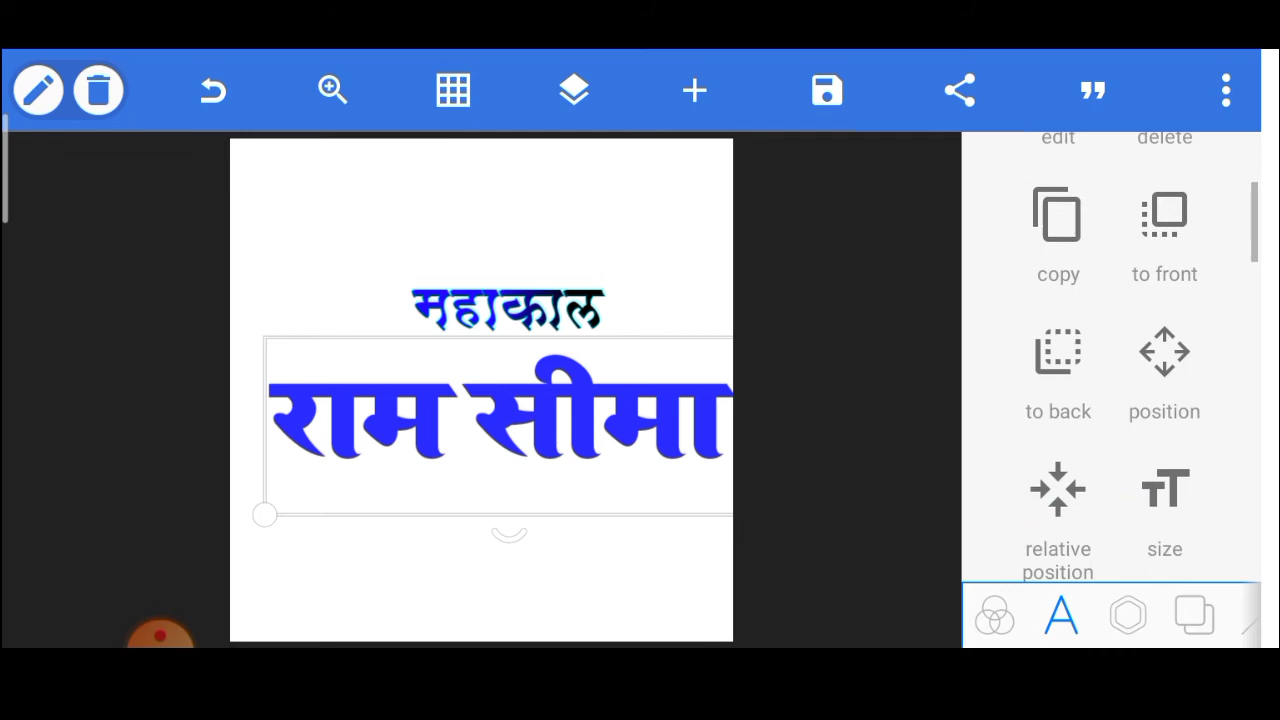 edit delete
महाकाल
copy to front
राम सीमा
to back position
relative position size